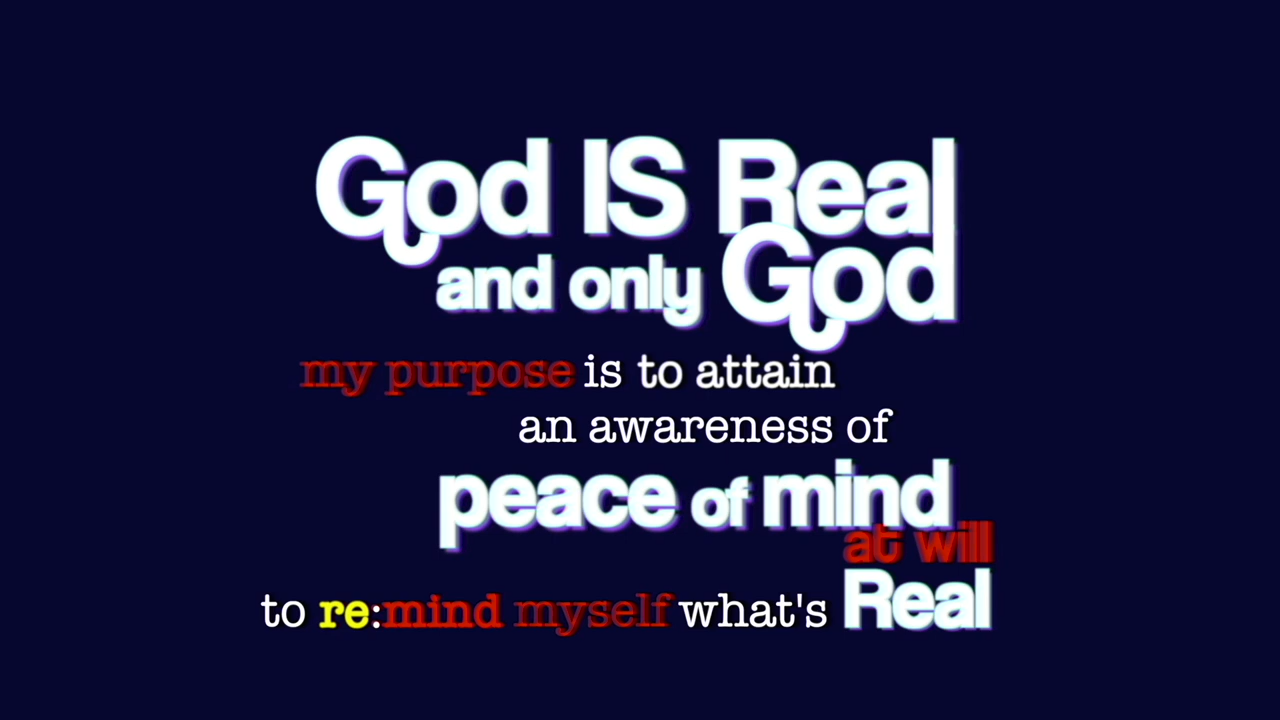 God IS Real
and only God
my purpose is to attain
an awareness of
peace of mind
at will
to re:mind myself what's Real